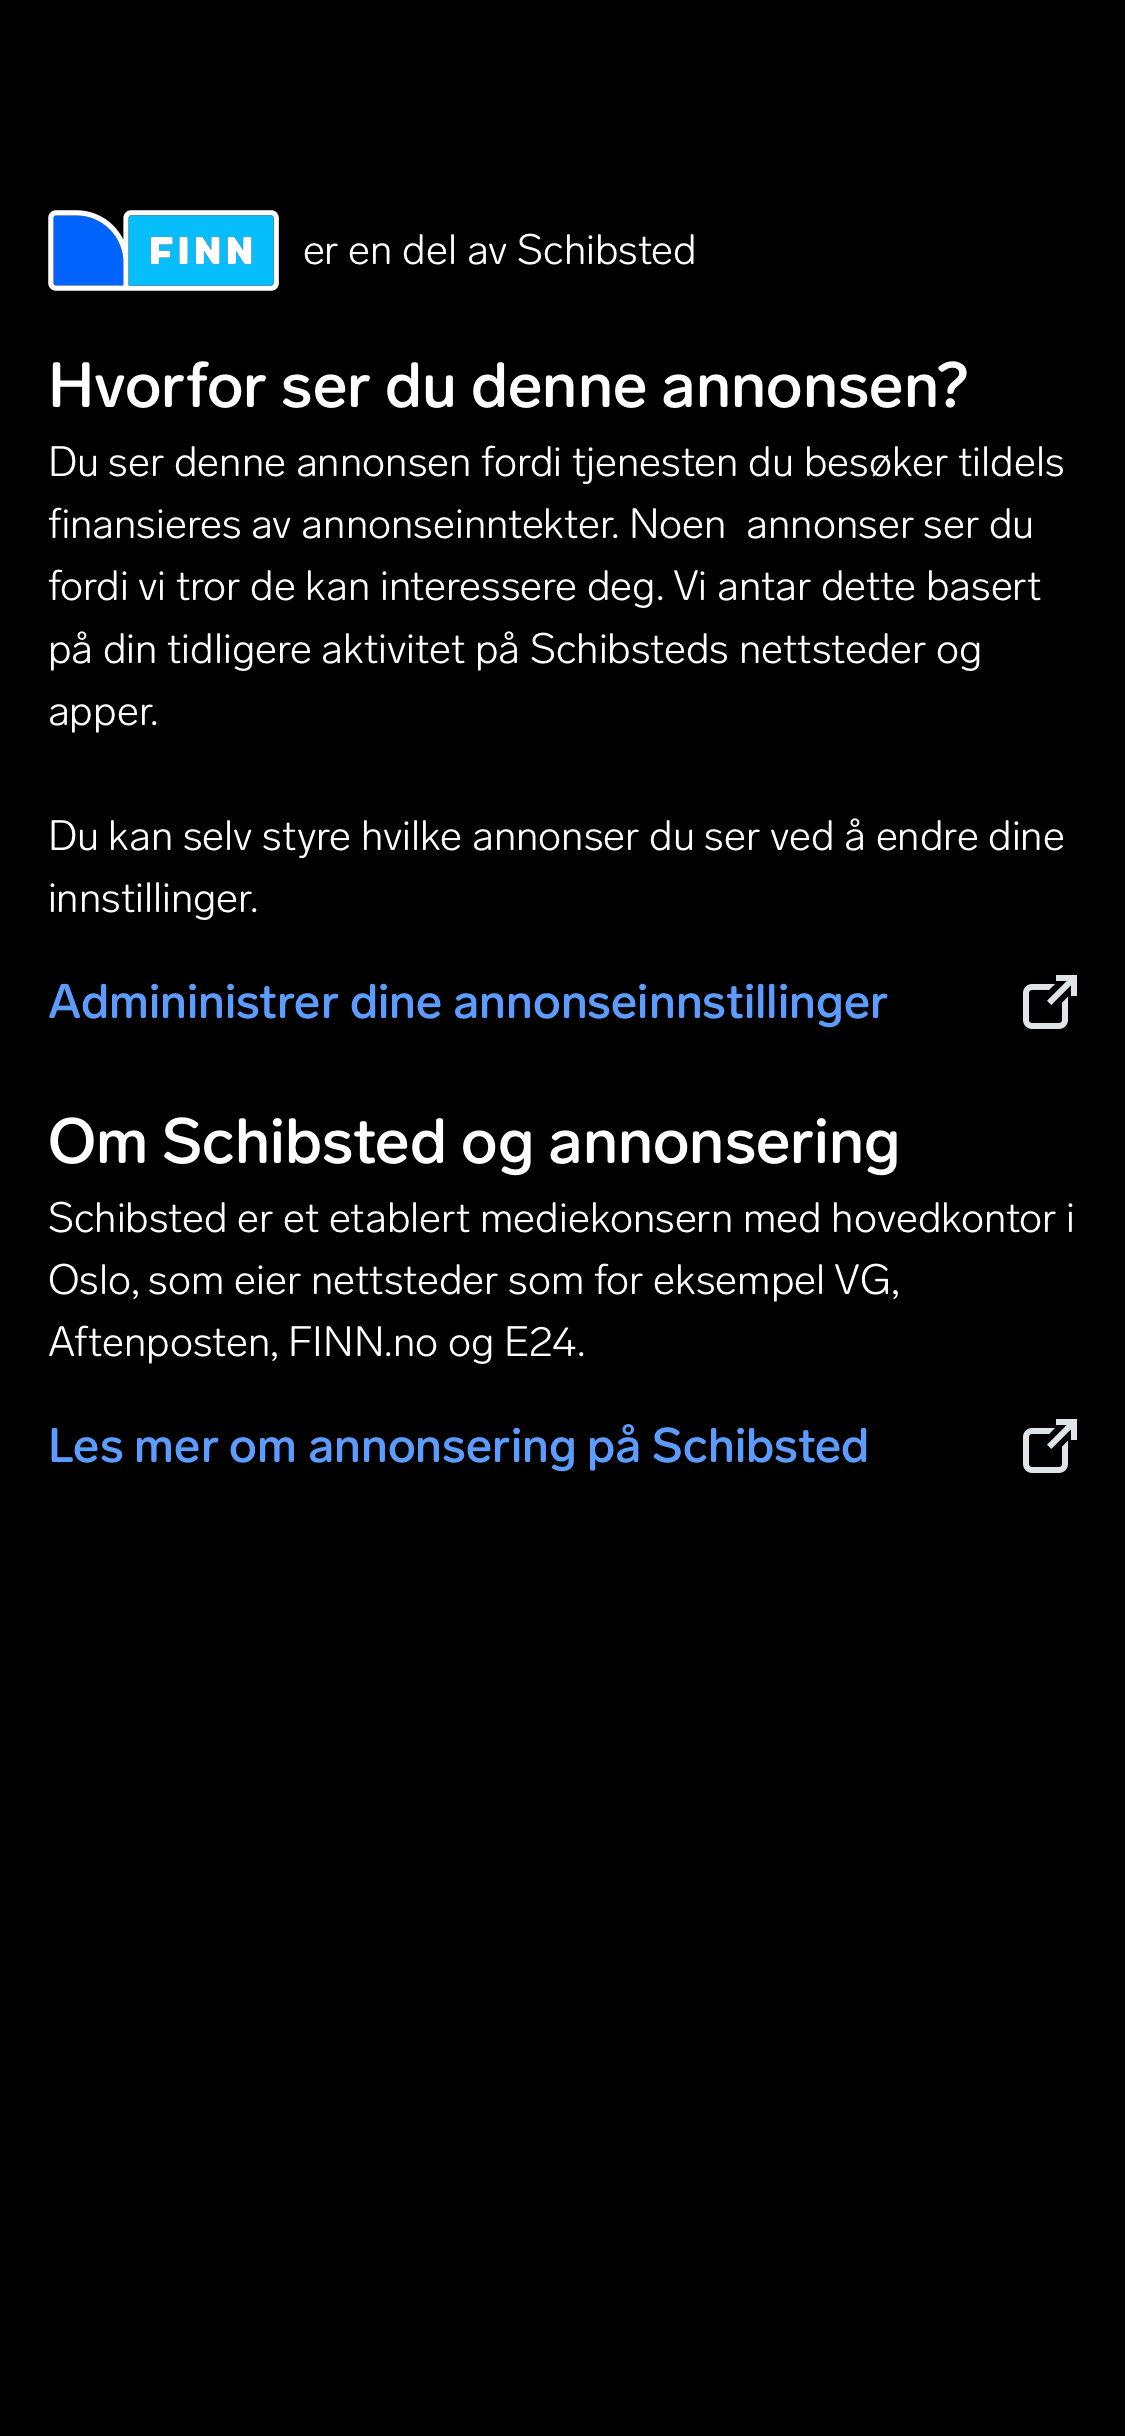 FINN er en del av Schibsted
Hvorfor ser du denne annonsen?
Du ser denne annonsen fordi tjenesten du besøker tildels
finansieres av annonseinntekter. Noen  annonser ser du
fordi vi tror de kan interessere deg. Vi antar dette basert
på din tidligere aktivitet på Schibsteds nettsteder og
apper.
Du kan selv styre hvilke annonser du ser ved å endre dine
innstillinger.
Admininistrer dine annonseinnstillinger
Om Schibsted og annonsering
Schibsted er et etablert mediekonsern med hovedkontor i
Oslo, som eier nettsteder som for eksempel VG,
Aftenposten, FINN.no og E24.
Les mer om annonsering på Schibsted